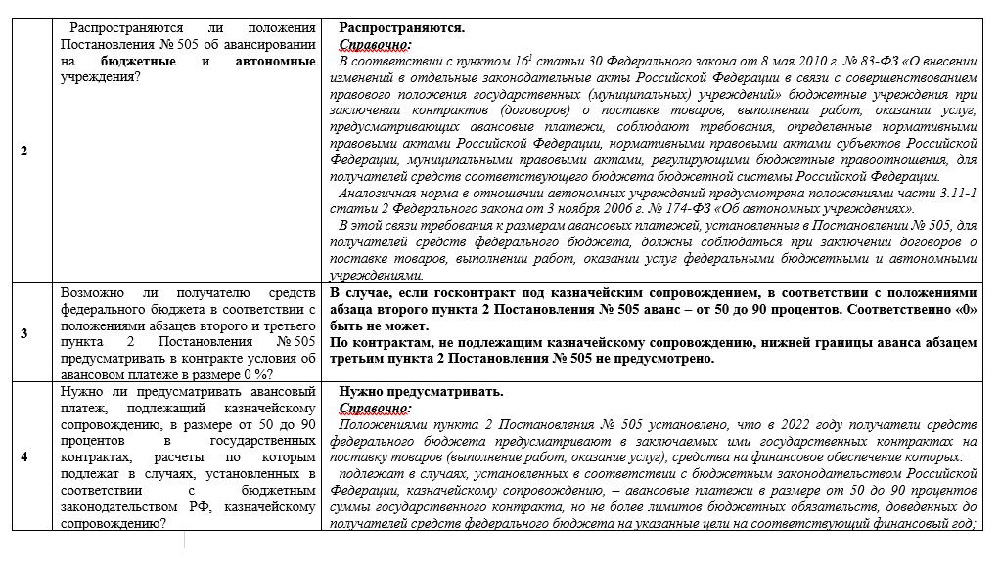 2
Распространяются ли положения
Постановления № 505 об авансировании
на бюджетные и автономные
учреждения?
Распространяются.
Справочно:
В соответствии с пунктом 16¹ статьи 30 Федерального закона от 8 мая 2010 г. № 83-ФЗ «О внесении
изменений в отдельные законодательные акты Российской Федерации в связи с совершенствованием
правового положения государственных (муниципальных) учреждений» бюджетные учреждения при
заключении контрактов (договоров) о поставке товаров, выполнении работ, оказании услуг,
предусматривающих авансовые платежи, соблюдают требования, определенные нормативными
правовыми актами Российской Федерации, нормативными правовыми актами субъектов Российской
Федерации, муниципальными правовыми актами, регулирующими бюджетные правоотношения, для
получателей средств соответствующего бюджета бюджетной системы Российской Федерации.
Аналогичная норма в отношении автономных учреждений предусмотрена положениями части 3.11-1
статьи 2 Федерального закона от 3 ноября 2006 г. № 174-ФЗ «Об автономных учреждениях».
В этой связи требования к размерам авансовых платежей, установленные в Постановлении № 505, для
получателей средств федерального бюджета, должны соблюдаться при заключении договоров о
поставке товаров, выполнении работ, оказании услуг федеральными бюджетными и автономными
учреждениями.
3
Возможно ли получателю средств
федерального бюджета в соответствии с
положениями абзацев второго и третьего
пункта 2 Постановления № 505
предусматривать в контракте условия об
авансовом платеже в размере 0 %?
В случае, если госконтракт под казначейским сопровождением, в соответствии с положениями
абзаца второго пункта 2 Постановления № 505 аванс – от 50 до 90 процентов. Соответственно «0»
быть не может.
По контрактам, не подлежащим казначейскому сопровождению, нижней границы аванса абзацем
третьим пункта 2 Постановления № 505 не предусмотрено.
4
Нужно ли предусматривать авансовый
платеж, подлежащий казначейскому
сопровождению, в размере от 50 до 90
процентов в государственных
контрактах, расчеты по которым
подлежат в случаях, установленных в
соответствии с бюджетным
законодательством РФ, казначейскому
сопровождению?
Нужно предусматривать.
Справочно:
Положениями пункта 2 Постановления № 505 установлено, что в 2022 году получатели средств
федерального бюджета предусматривают в заключаемых ими государственных контрактах на
поставку товаров (выполнение работ, оказание услуг), средства на финансовое обеспечение которых:
подлежат в случаях, установленных в соответствии с бюджетным законодательством Российской
Федерации, казначейскому сопровождению, – авансовые платежи в размере от 50 до 90 процентов
суммы государственного контракта, но не более лимитов бюджетных обязательств, доведенных до
получателей средств федерального бюджета на указанные цели на соответствующий финансовый год;